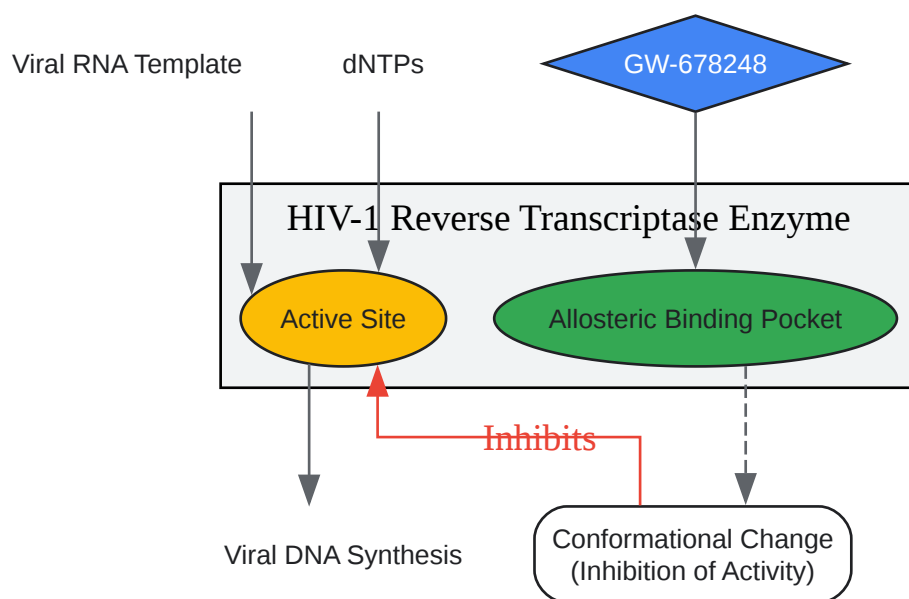 Viral RNA Template
dNTPs
GW-678248
HIV-1 Reverse Transcriptase Enzyme
Active Site
Allosteric Binding Pocket
Inhibits
Viral DNA Synthesis
Conformational Change
(Inhibition of Activity)